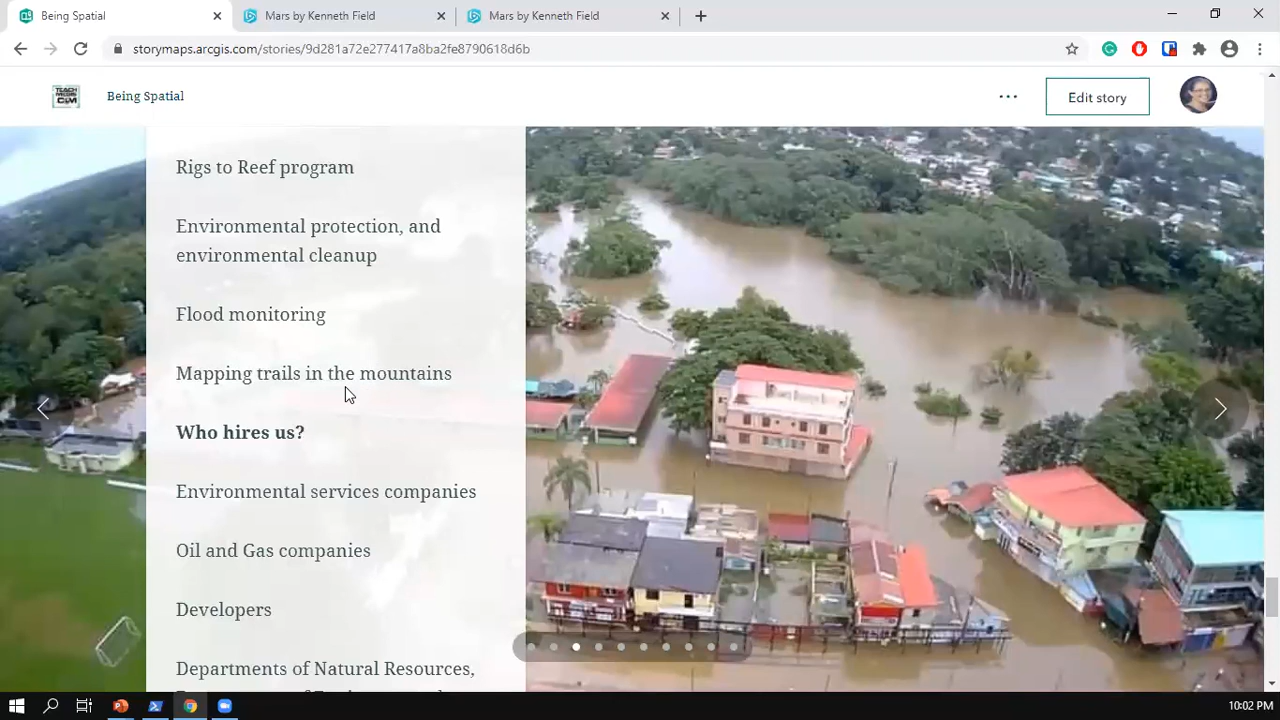 Being Spatial
Mars by Kenneth Field
Mars by Kenneth Field
storymaps.arcgis.com/stories/9d281a72e277417a8ba2fe8790618d6b
TEACH
Being Spatial
Edit story
Rigs to Reef program
Environmental protection, and
environmental cleanup
Flood monitoring
Mapping trails in the mountains
Who hires us?
Environmental services companies
Oil and Gas companies
Developers
Departments of Natural Resources,
10:02 PM